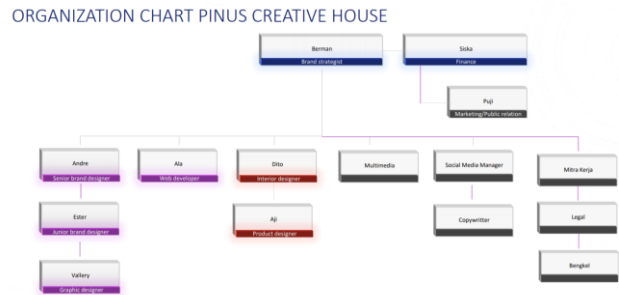 ORGANIZATION CHART PINUS CREATIVE HOUSE
Berman
Brand strategist
Siska
Finance
Puji
Marketing/Public relation
Andre
Senior brand designer
Ala
Web developer
Dito
Interior designer
Multimedia
Social Media Manager
Mitra Kerja
Ester
Junior brand designer
Aji
Product designer
Copywritter
Legal
Vallery
Graphic designer
Bengkel